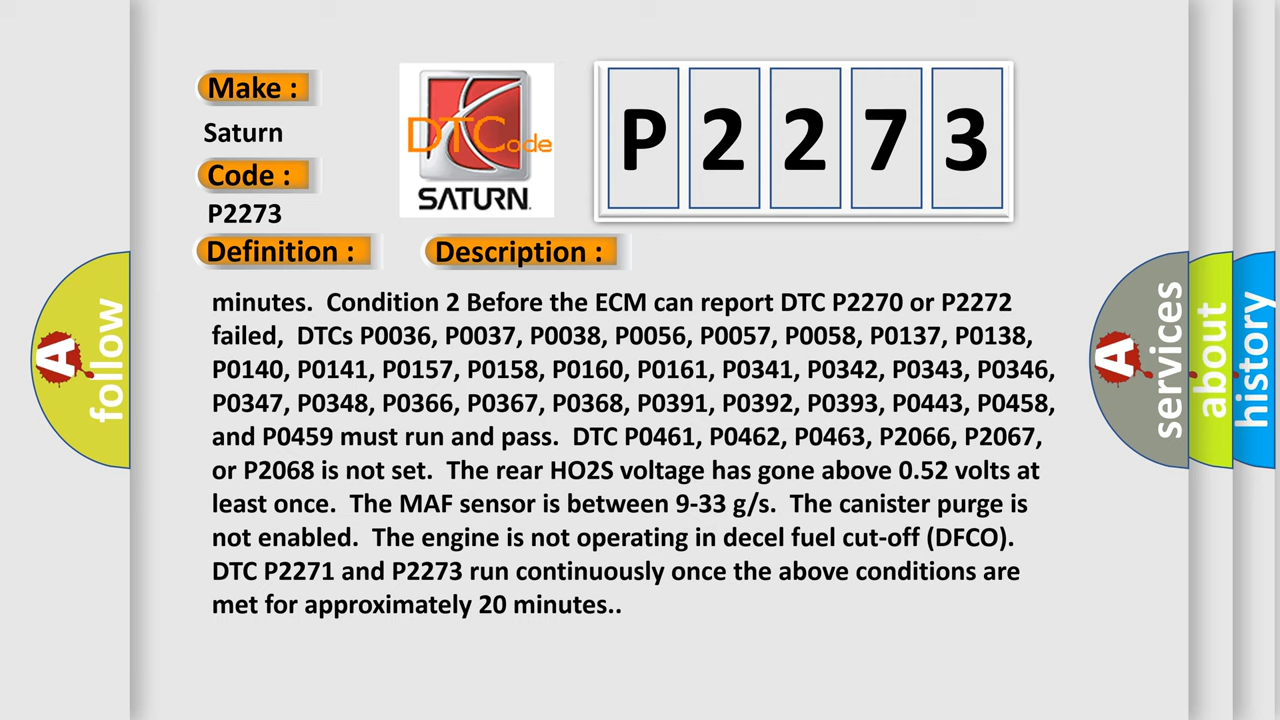 Make :
Saturn
Code :
P2273
DTCode
SATURN
P2273
Definition :
Description :
minutes. Condition 2 Before the ECM can report DTC P2270 or P2272
failed, DTCs P0036, P0037, P0038, P0056, P0057, P0058, P0137, P0138,
P0140, P0141, P0157, P0158, P0160, P0161, P0341, P0342, P0343, P0346,
P0347, P0348, P0366, P0367, P0368, P0391, P0392, P0393, P0443, P0458,
and P0459 must run and pass. DTC P0461, P0462, P0463, P2066, P2067,
or P2068 is not set. The rear HO2S voltage has gone above 0.52 volts at
least once. The MAF sensor is between 9-33 g/s. The canister purge is
not enabled. The engine is not operating in decel fuel cut-off (DFCO).
DTC P2271 and P2273 run continuously once the above conditions are
met for approximately 20 minutes..
A
follow
A
services
about
history